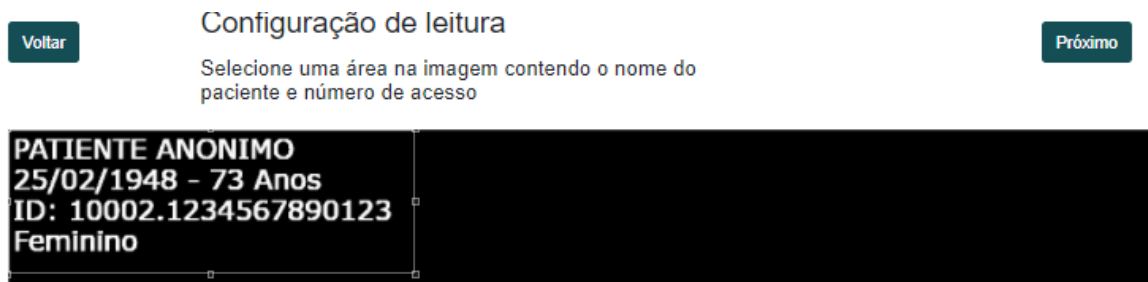 Voltar
Configuração de leitura
Próximo
Selecione uma área na imagem contendo o nome do
paciente e número de acesso
PATIENTE ANONIMO
25/02/1948 - 73 Anos
ID: 10002.1234567890123
Feminino